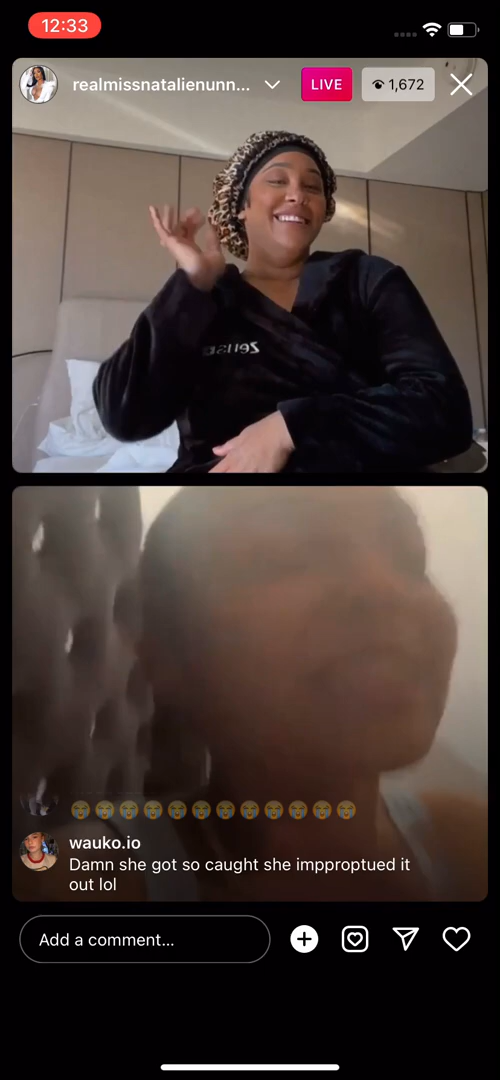 12:33
realmissnatalienunn...
LIVE
1,672
Zeus
😭😭😭😭😭😭😭😭😭😭😭😭
wauko.io
Damn she got so caught she impproptued it
out lol
Add a comment...